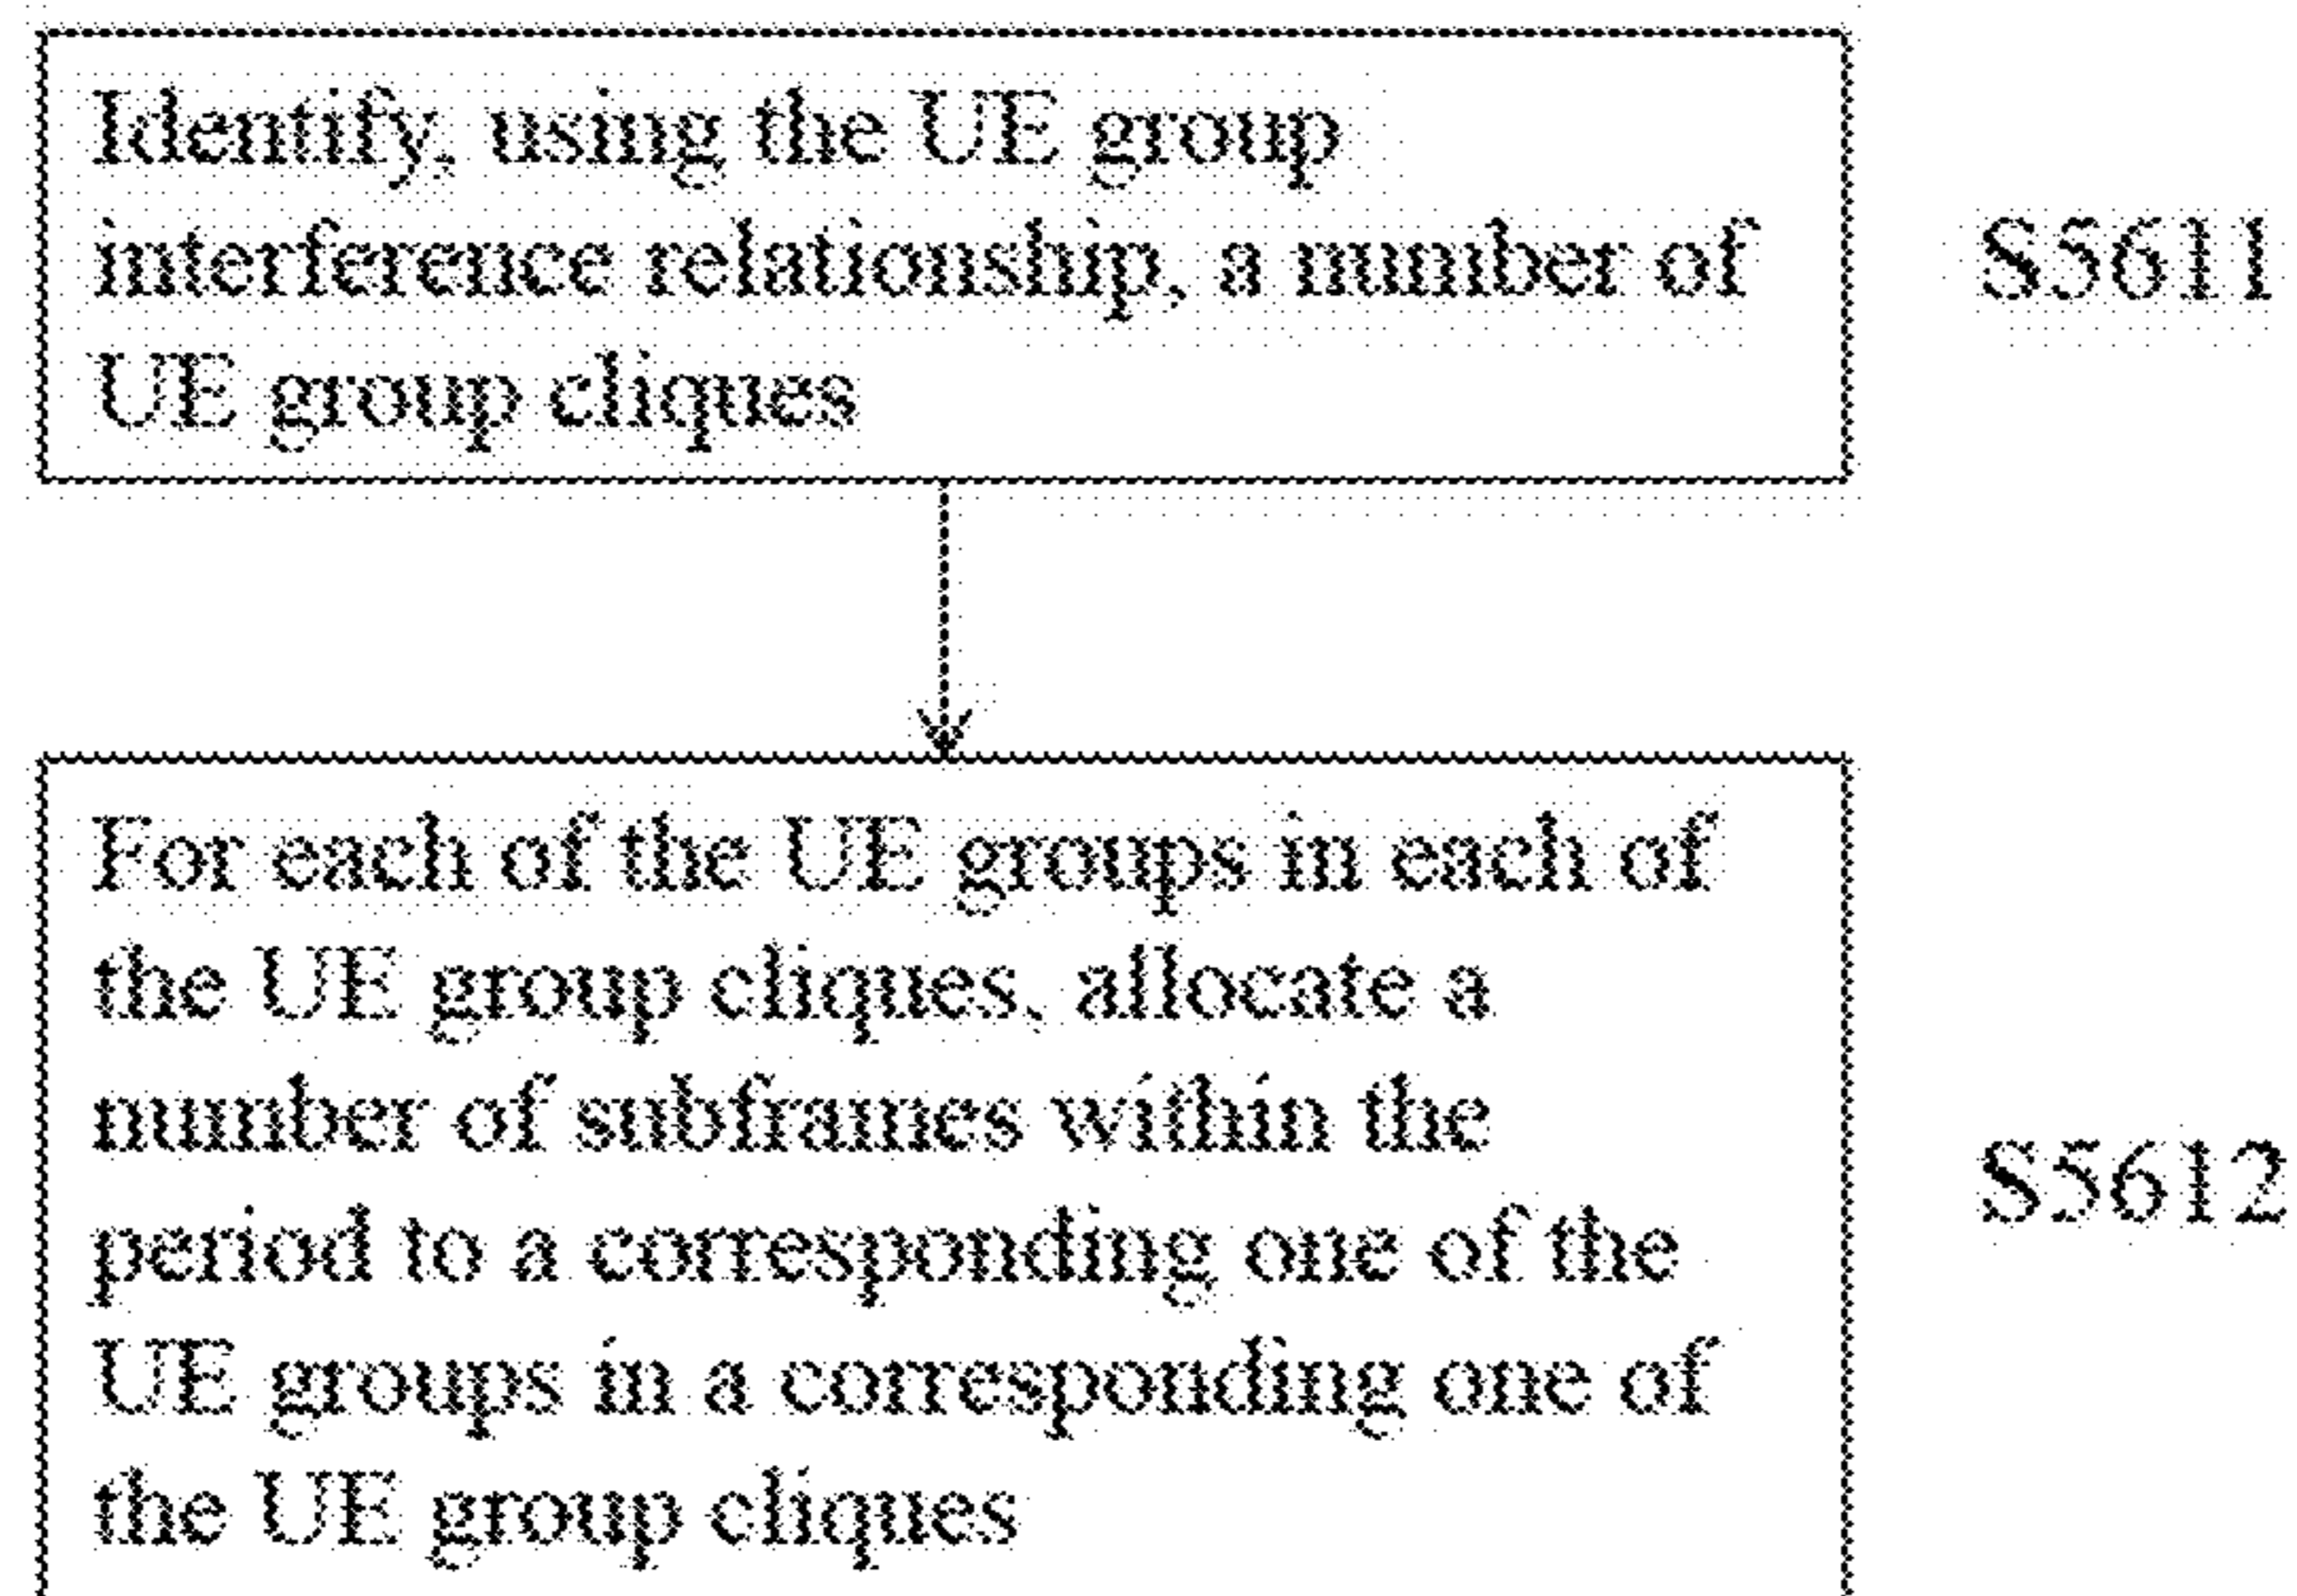 Identify, using the UE group
interference relationship, a number of
UE group cliques
S5611
For each of the UE groups in each of
the UE group cliques, allocate a
number of subframes within the
period to a corresponding one of the
UE groups in a corresponding one of
the UE group cliques
S5612